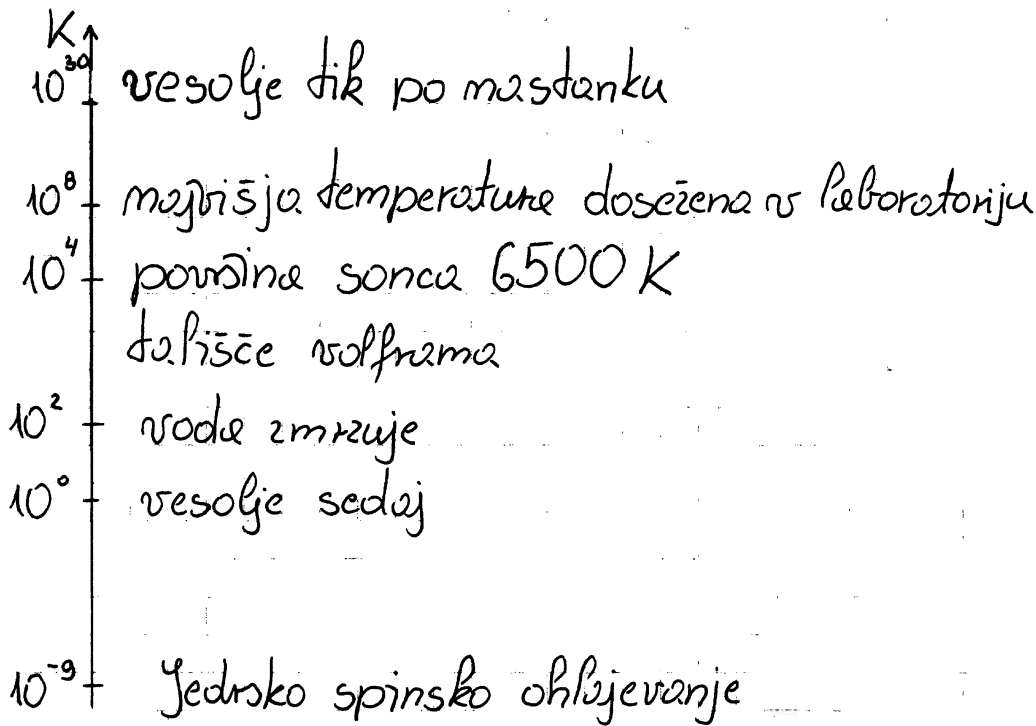 K
10³⁰ vesolje tik po nastanku
10⁸ najvišja temperatura dosežena v laboratoriju
10⁴ površina sonca 6500 K
tališče volframa
10² voda zmrzuje
10⁰ vesolje sedaj
10⁻⁹ Jedrsko spinsko ohlajevanje